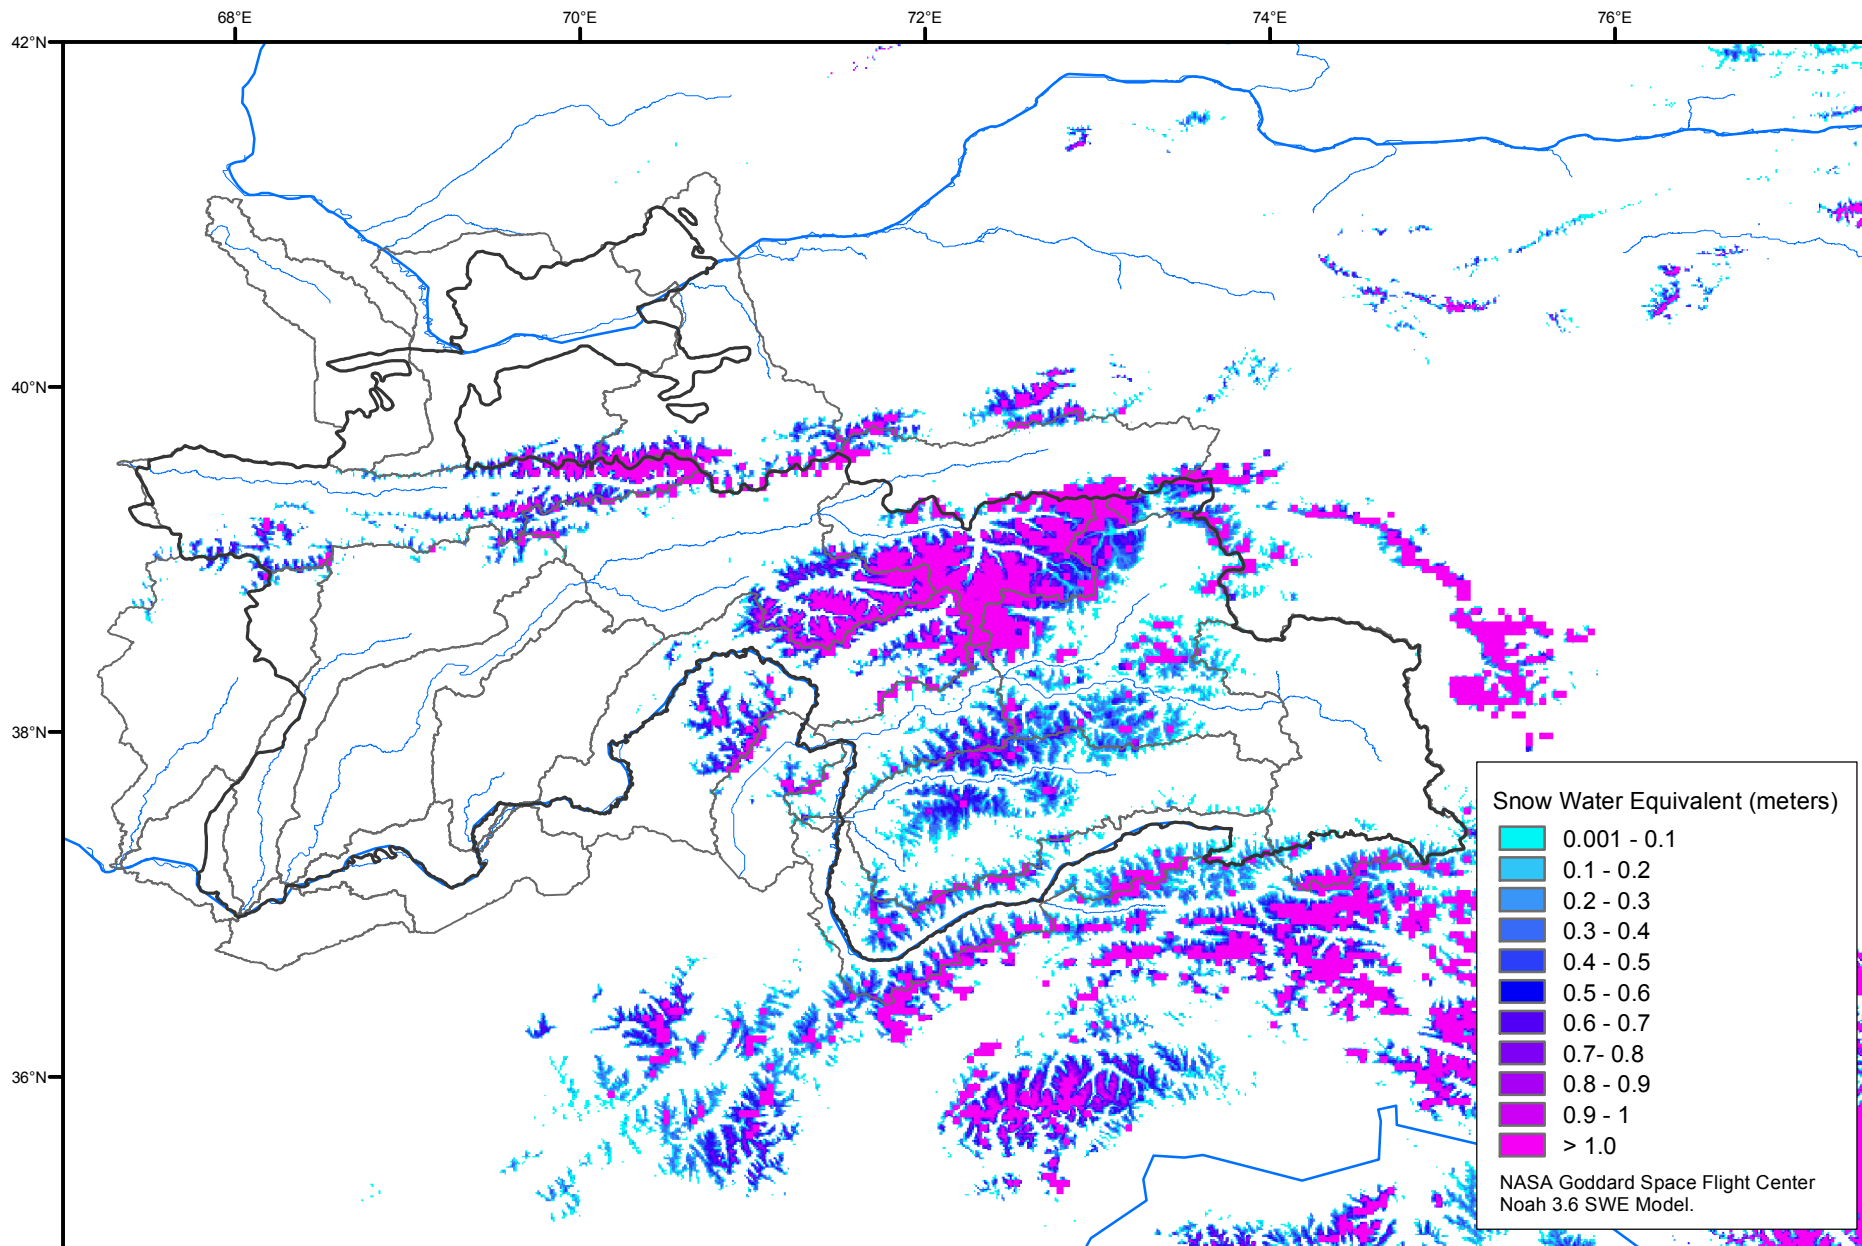 68°E 70°E 72°E 74°E 76°E
42°N
40°N
38°N
36°N
Snow Water Equivalent (meters)
0.001 - 0.1
0.1 - 0.2
0.2 - 0.3
0.3 - 0.4
0.4 - 0.5
0.5 - 0.6
0.6 - 0.7
0.7- 0.8
0.8 - 0.9
0.9 - 1
> 1.0
NASA Goddard Space Flight Center
Noah 3.6 SWE Model.